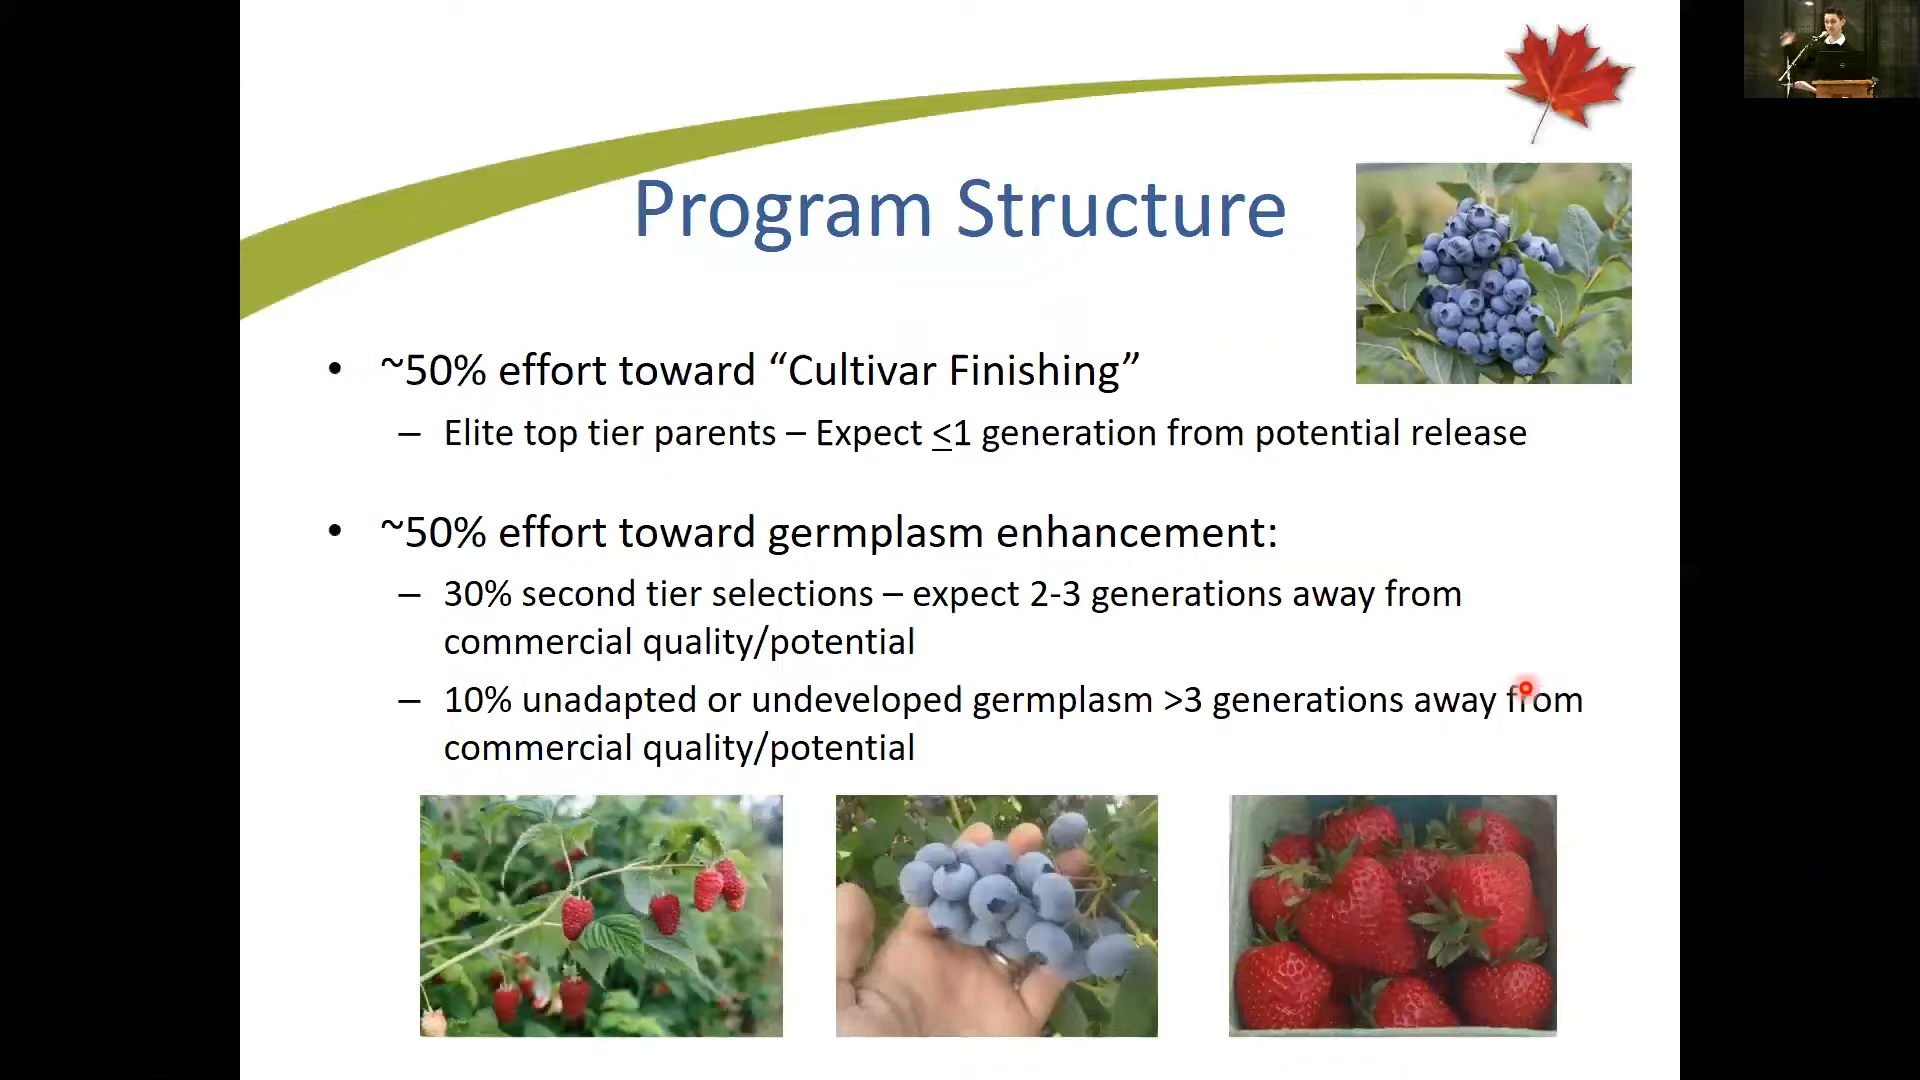 Program Structure
• ~50% effort toward “Cultivar Finishing”
– Elite top tier parents – Expect <1 generation from potential release
• ~50% effort toward germplasm enhancement:
– 30% second tier selections – expect 2-3 generations away from
commercial quality/potential
– 10% unadapted or undeveloped germplasm >3 generations away from
commercial quality/potential